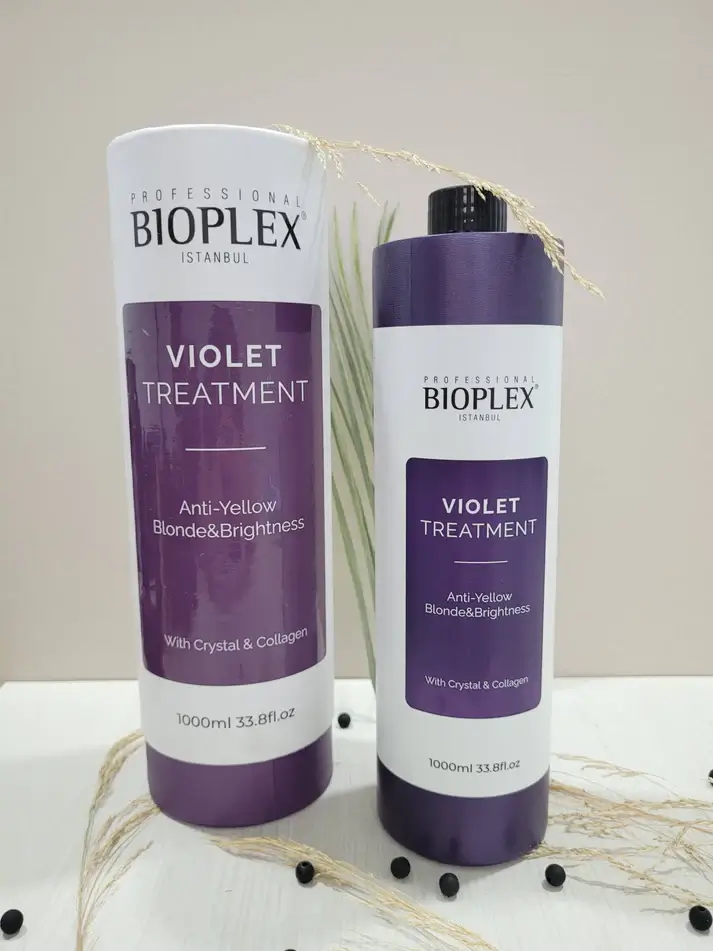 PROFESSIONAL
BIOPLEX®
ISTANBUL
VIOLET
TREATMENT
Anti-Yellow
Blonde&Brightness
With Crystal & Collagen
1000ml 33.8fl.oz
PROFESSIONAL
BIOPLEX®
ISTANBUL
VIOLET
TREATMENT
Anti-Yellow
Blonde&Brightness
With Crystal & Collagen
1000ml 33.8fl.oz